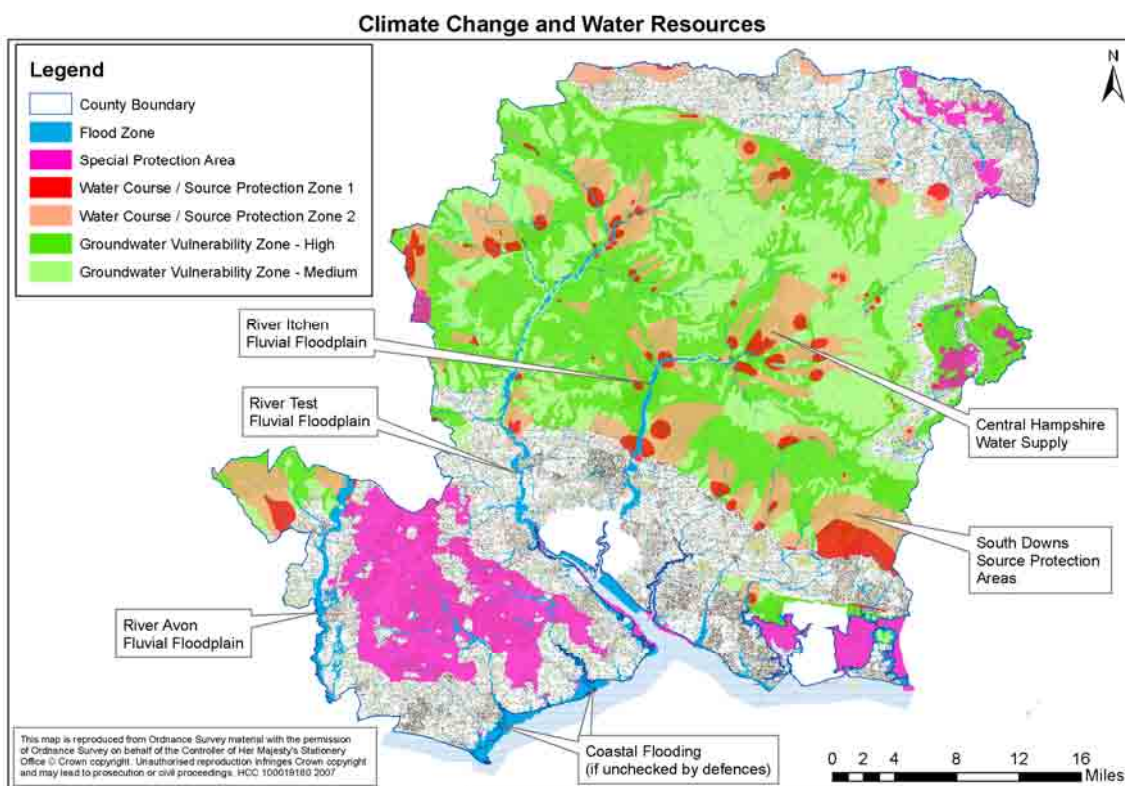 Climate Change and Water Resources
Legend
County Boundary
Flood Zone
Special Protection Area
Water Course / Source Protection Zone 1
Water Course / Source Protection Zone 2
Groundwater Vulnerability Zone - High
Groundwater Vulnerability Zone - Medium
N
River Itchen
Fluvial Floodplain
River Test
Fluvial Floodplain
Central Hampshire
Water Supply
South Downs
Source Protection
Areas
River Avon
Fluvial Floodplain
Coastal Flooding
(if unchecked by defences)
This map is reproduced from Ordnance Survey material with the permission
of Ordnance Survey on behalf of the Controller of Her Majesty's Stationery
Office © Crown copyright. Unauthorised reproduction infringes Crown copyright
and may lead to prosecution or civil proceedings. HCC 100019180 2007
0 2 4 8 12 16
Miles